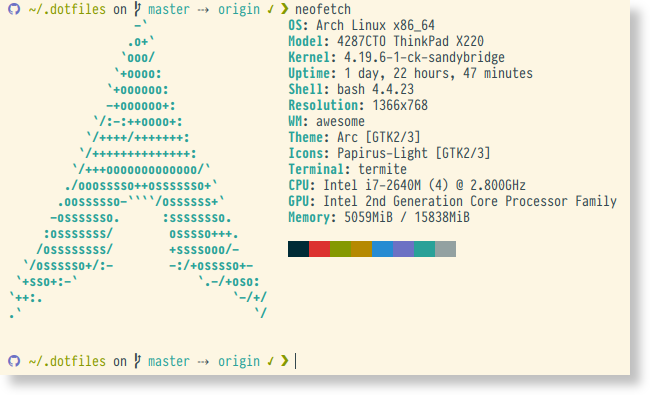 ~/.dotfiles on master ⇢ origin ✓ ❯ neofetch
OS: Arch Linux x86_64
Model: 4287CTO ThinkPad X220
Kernel: 4.19.6-1-ck-sandybridge
Uptime: 1 day, 22 hours, 47 minutes
Shell: bash 4.4.23
Resolution: 1366x768
WM: awesome
Theme: Arc [GTK2/3]
Icons: Papirus-Light [GTK2/3]
Terminal: termite
CPU: Intel i7-2640M (4) @ 2.800GHz
GPU: Intel 2nd Generation Core Processor Family
Memory: 5059MiB / 15838MiB
-`
.o+`
`ooo/
`+oooo:
`+oooooo:
-+oooooo+:
`/:-:++oooo+:
`/++++/+++++++:
`/++++++++++++++:
`/+++ooooooooooooo/`
./ooosssso++osssssso+`
.oossssso-````/ossssss+`
-osssssso.      :ssssssso.
:osssssss/        osssso+++.
/ossssssss/        +ssssooo/-
`/ossssso+/:-        -:/+osssso+-
`+sso+:-`                 `.-/+oso:
`++:.                           `-/+/
.`                                 `/
~/.dotfiles on master ⇢ origin ✓ ❯